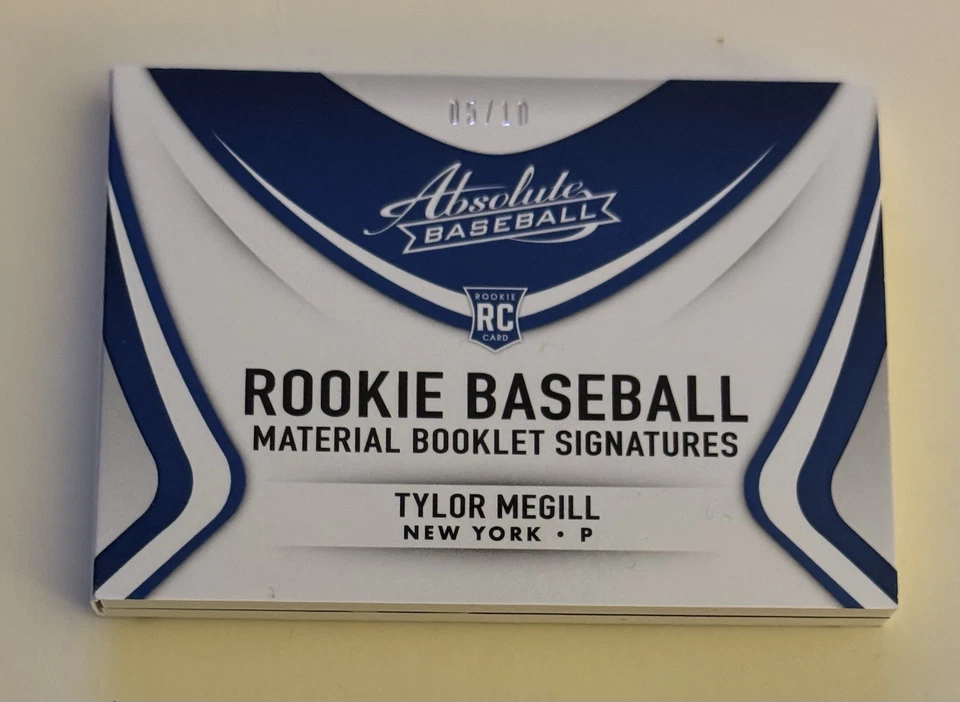 05/10
Absolute
BASEBALL
ROOKIE
RC
CARD
ROOKIE BASEBALL
MATERIAL BOOKLET SIGNATURES
TYLOR MEGILL
NEW YORK • P